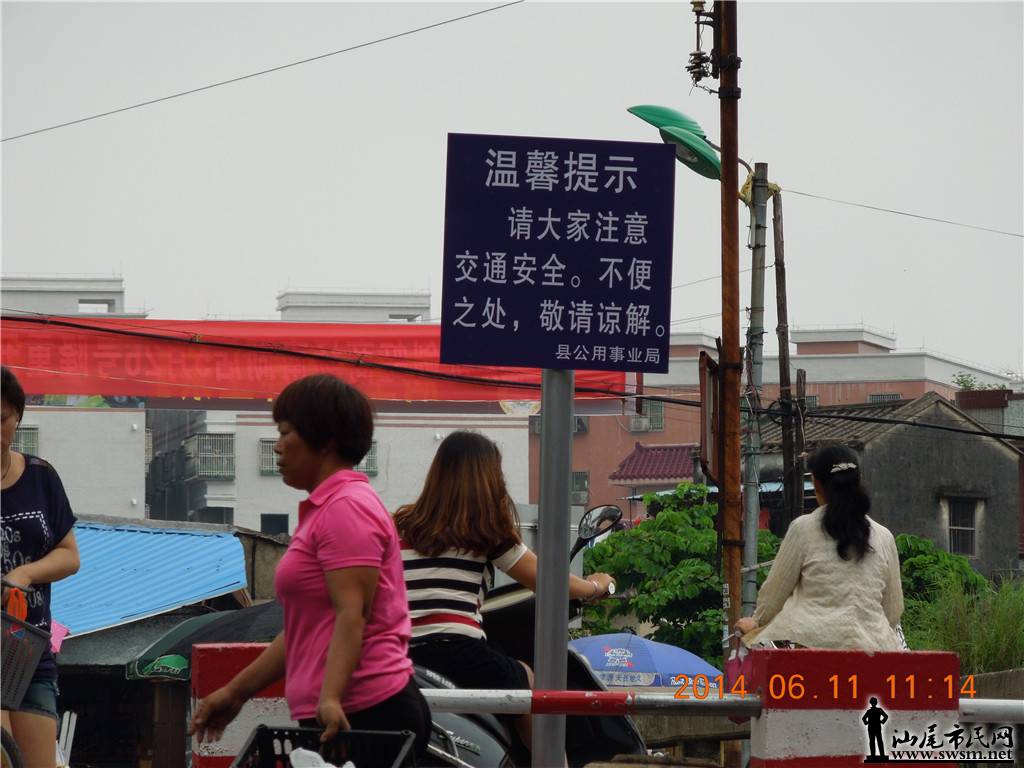 温馨提示
请大家注意
交通安全。不便
之处，敬请谅解。
县公用事业局
2014 06.11 11:14
汕尾市民网
www.swsm.net